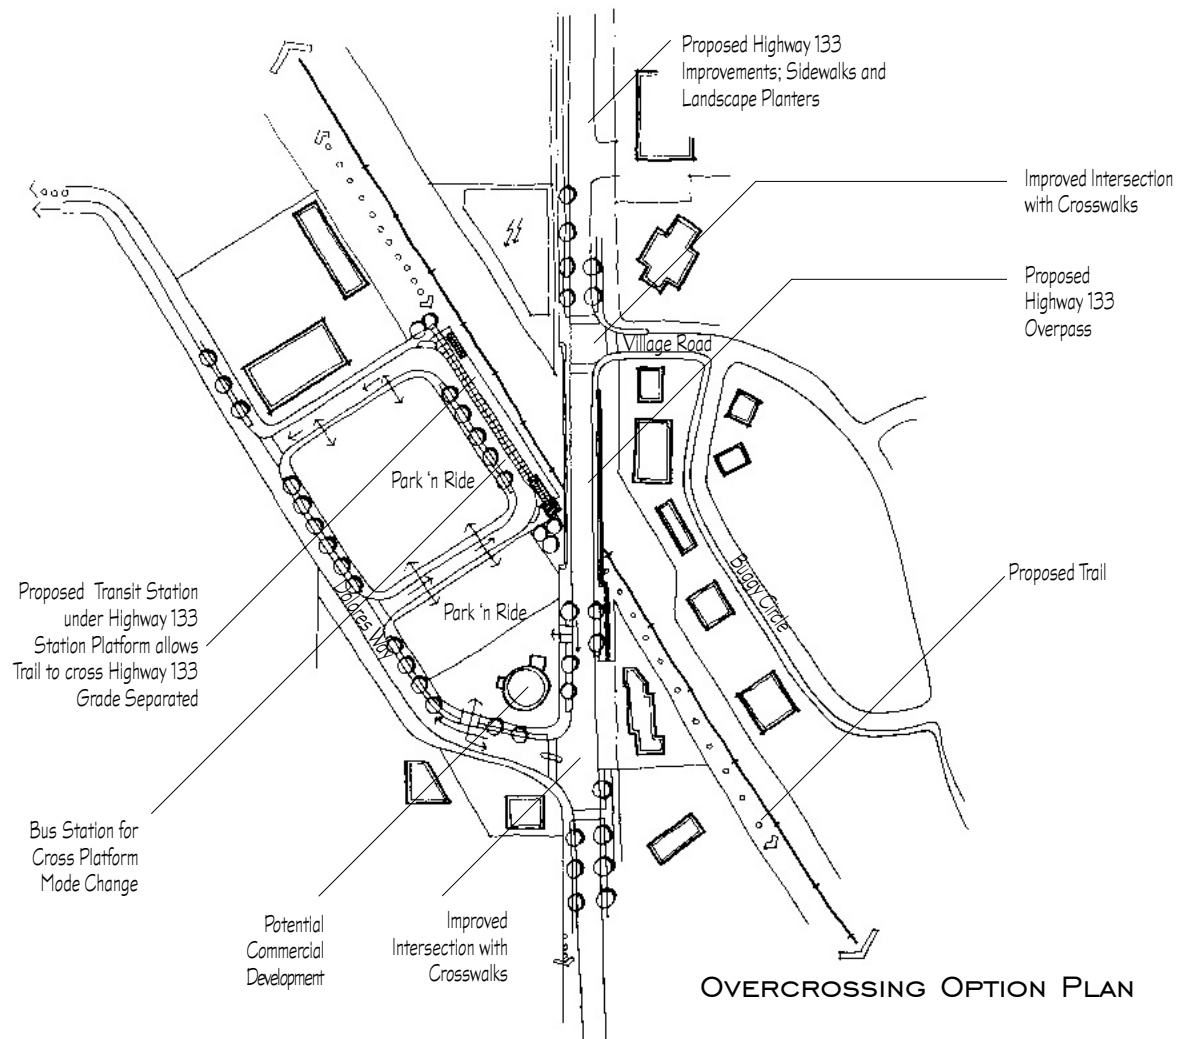 Proposed Highway 133
Improvements; Sidewalks and
Landscape Planters
Improved Intersection
with Crosswalks
Proposed
Highway 133
Overpass
Village Road
Park 'n Ride
Proposed Trail
Buggy Circle
Proposed Transit Station
under Highway 133
Station Platform allows
Trail to cross Highway 133
Grade Separated
Park 'n Ride
Way
Bus Station for
Cross Platform
Mode Change
Potential
Commercial
Development
Improved
Intersection with
Crosswalks
Overcrossing Option Plan